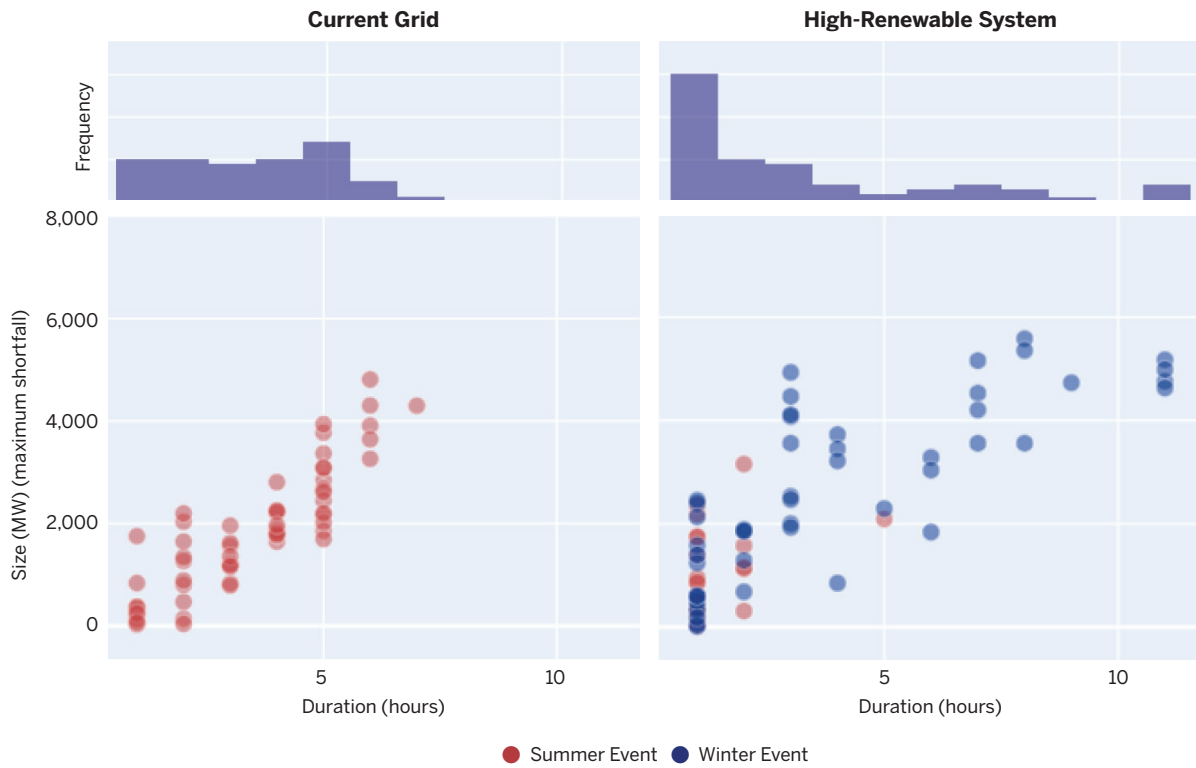 Current Grid
High-Renewable System
Frequency
8,000
6,000
4,000
2,000
0
Size (MW) (maximum shortfall)
5
10
5
10
Duration (hours)
Duration (hours)
Summer Event
Winter Event